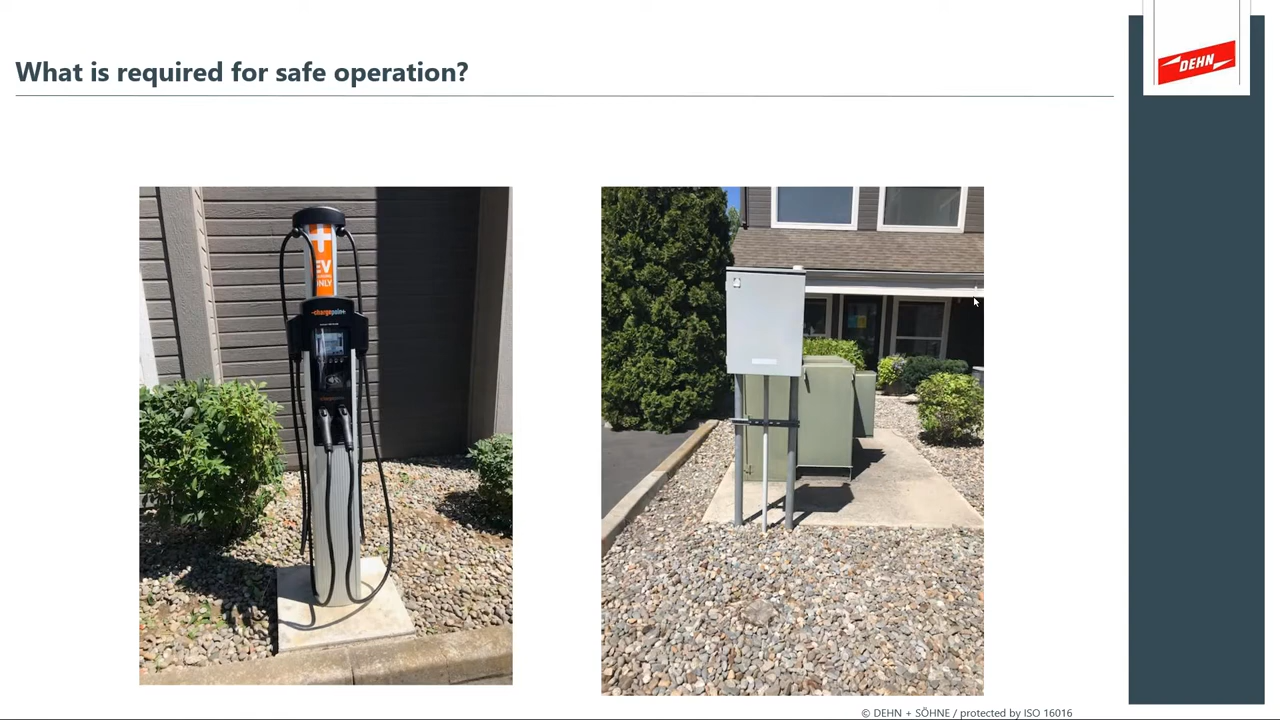 What is required for safe operation?
DEHN
EV
ONLY
chargepoint
© DEHN + SÖHNE / protected by ISO 16016